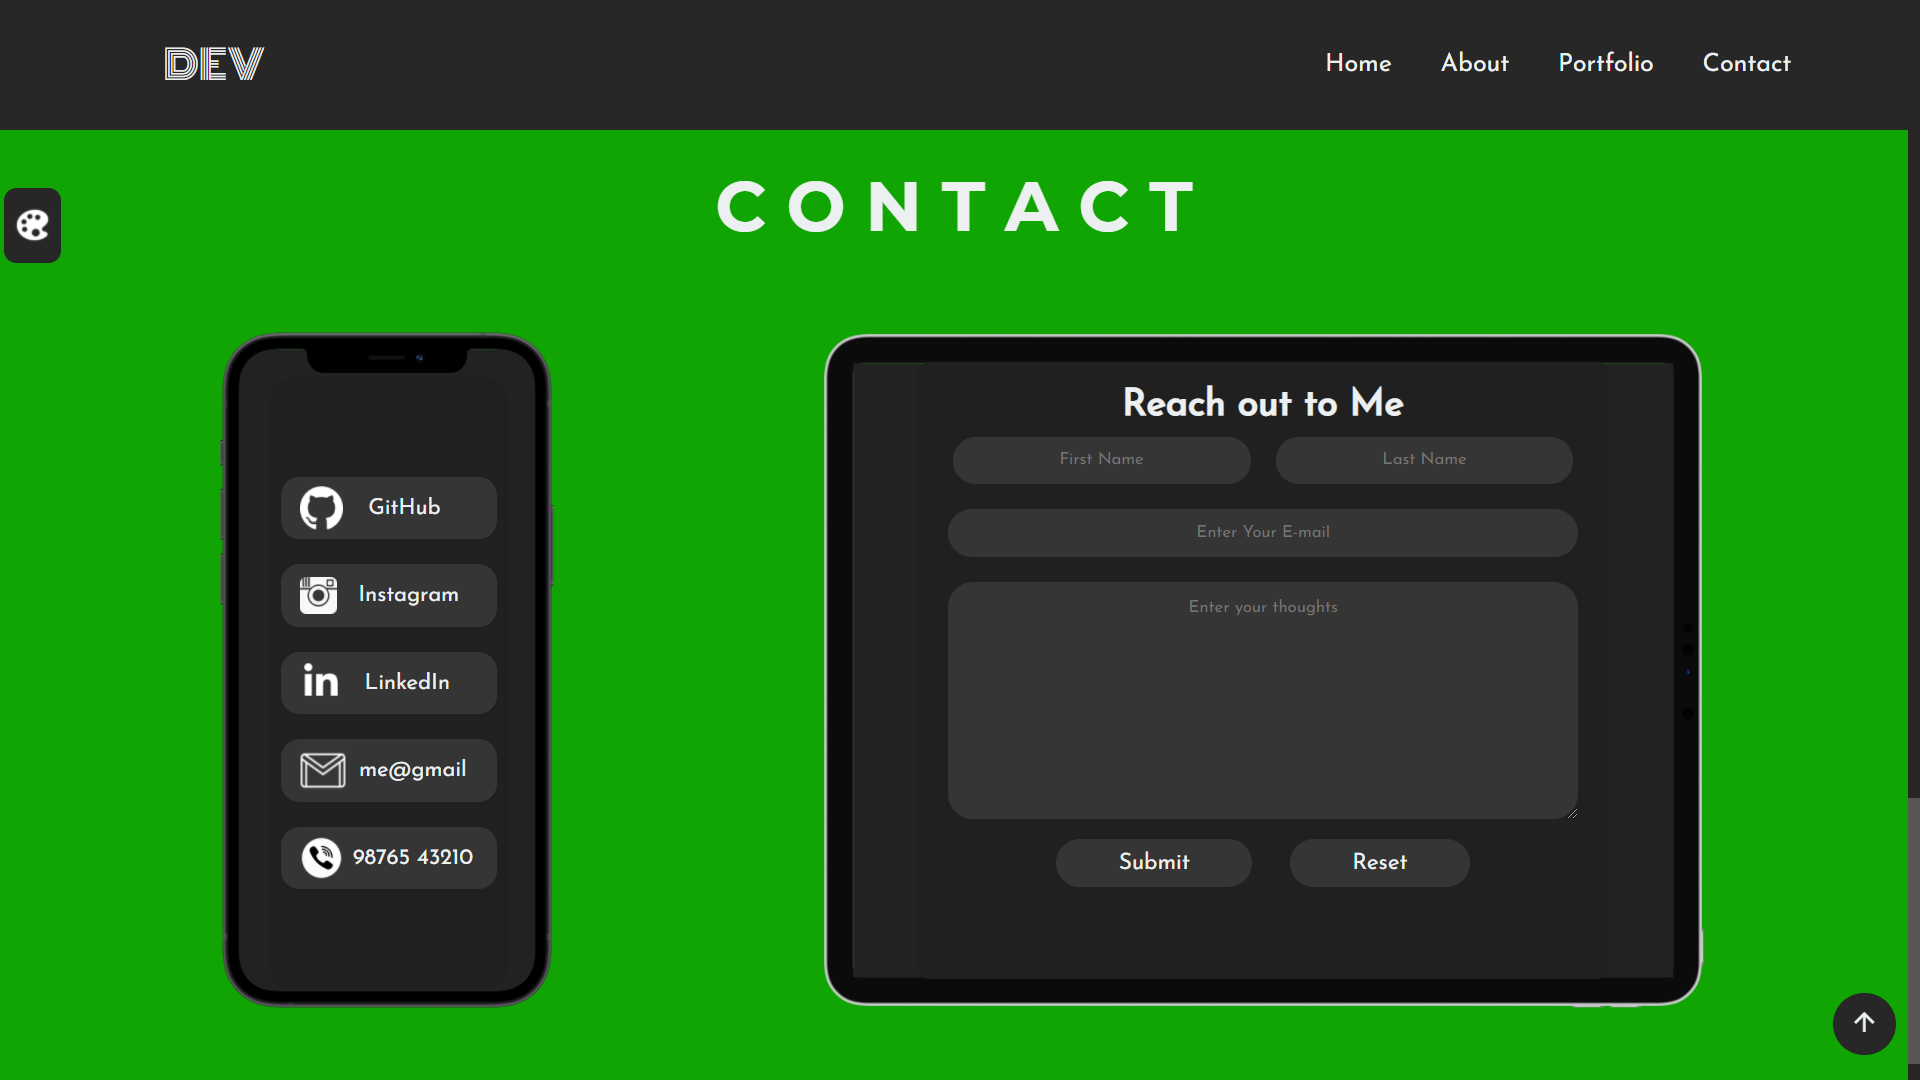 DEV
Home
About
Portfolio
Contact
CONTACT
GitHub
Instagram
LinkedIn
me@gmail
98765 43210
Reach out to Me
First Name
Last Name
Enter Your E-mail
Enter your thoughts
Submit
Reset